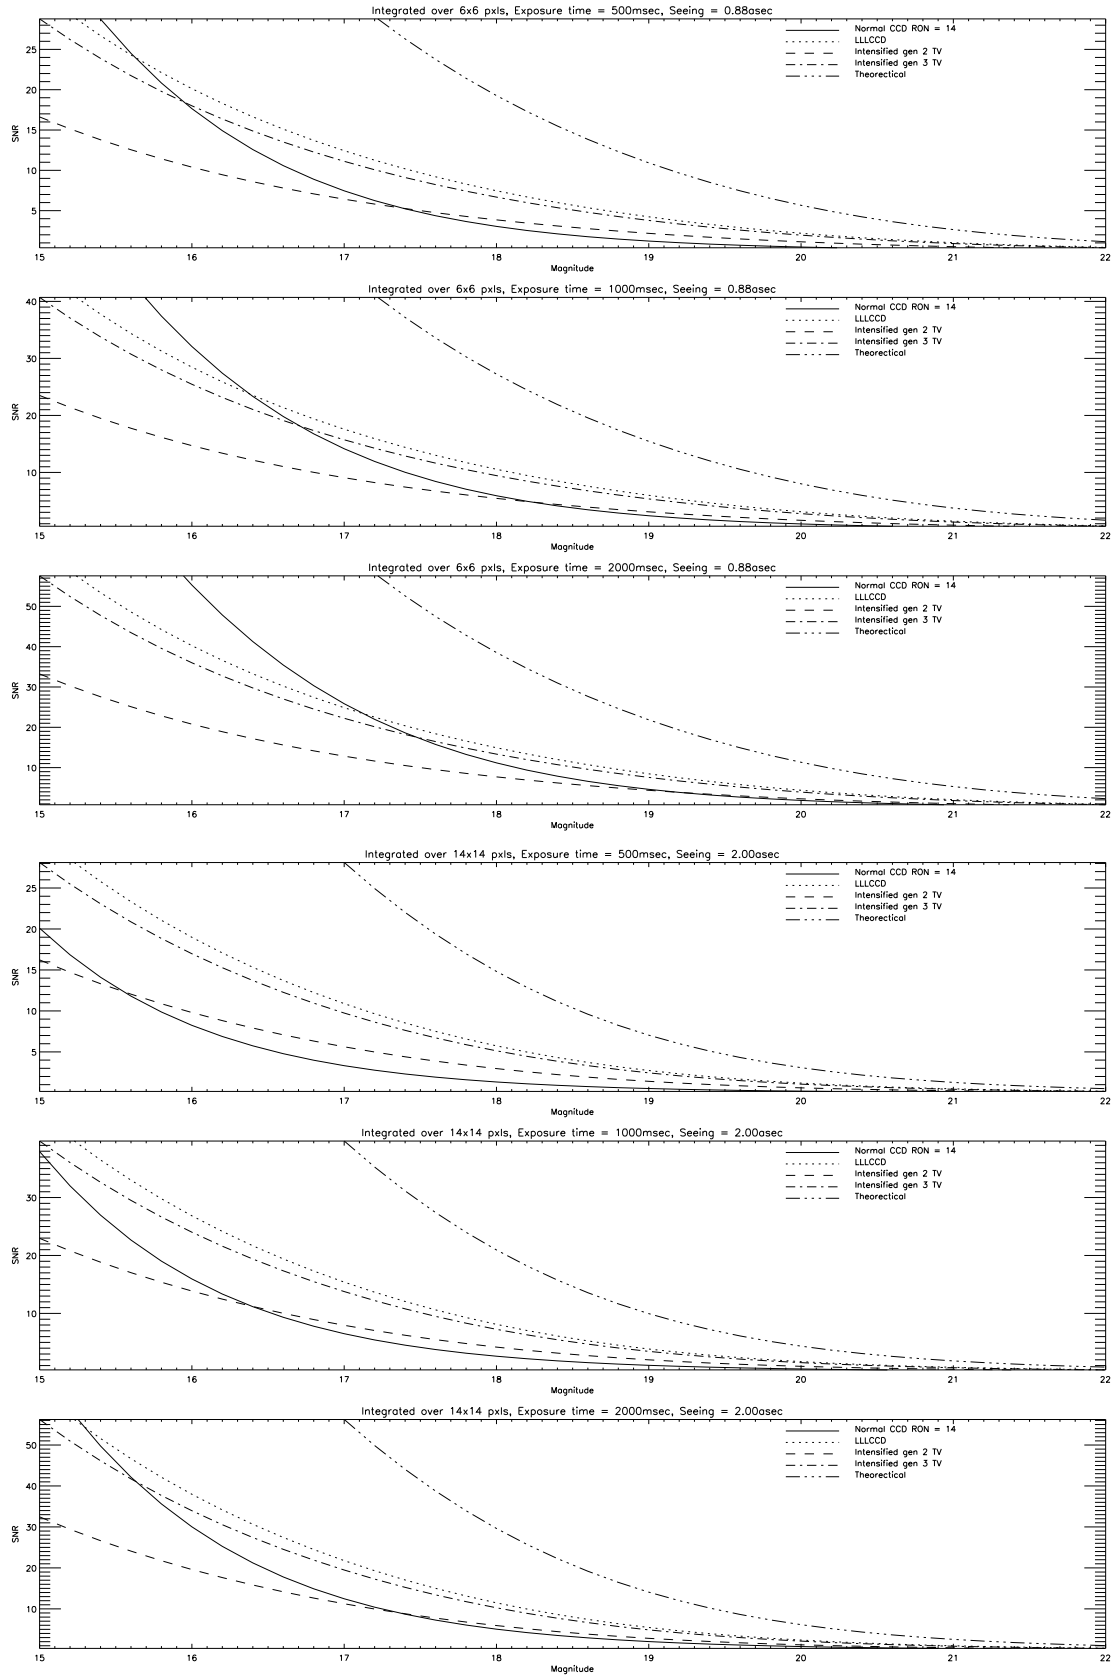 Integrated over 6x6 pxls, Exposure time = 500msec, Seeing = 0.88asec
Normal CCD RON = 14
LLLCCD
Intensified gen 2 TV
Intensified gen 3 TV
Theorectical
25
20
15
10
5
SNR
15 16 17 18 19 20 21 22
Magnitude
Integrated over 6x6 pxls, Exposure time = 1000msec, Seeing = 0.88asec
Normal CCD RON = 14
LLLCCD
Intensified gen 2 TV
Intensified gen 3 TV
Theorectical
40
30
20
10
SNR
15 16 17 18 19 20 21 22
Magnitude
Integrated over 6x6 pxls, Exposure time = 2000msec, Seeing = 0.88asec
Normal CCD RON = 14
LLLCCD
Intensified gen 2 TV
Intensified gen 3 TV
Theorectical
50
40
30
20
10
SNR
15 16 17 18 19 20 21 22
Magnitude
Integrated over 14x14 pxls, Exposure time = 500msec, Seeing = 2.00asec
Normal CCD RON = 14
LLLCCD
Intensified gen 2 TV
Intensified gen 3 TV
Theorectical
25
20
15
10
5
SNR
15 16 17 18 19 20 21 22
Magnitude
Integrated over 14x14 pxls, Exposure time = 1000msec, Seeing = 2.00asec
Normal CCD RON = 14
LLLCCD
Intensified gen 2 TV
Intensified gen 3 TV
Theorectical
30
20
10
SNR
15 16 17 18 19 20 21 22
Magnitude
Integrated over 14x14 pxls, Exposure time = 2000msec, Seeing = 2.00asec
Normal CCD RON = 14
LLLCCD
Intensified gen 2 TV
Intensified gen 3 TV
Theorectical
50
40
30
20
10
SNR
15 16 17 18 19 20 21 22
Magnitude